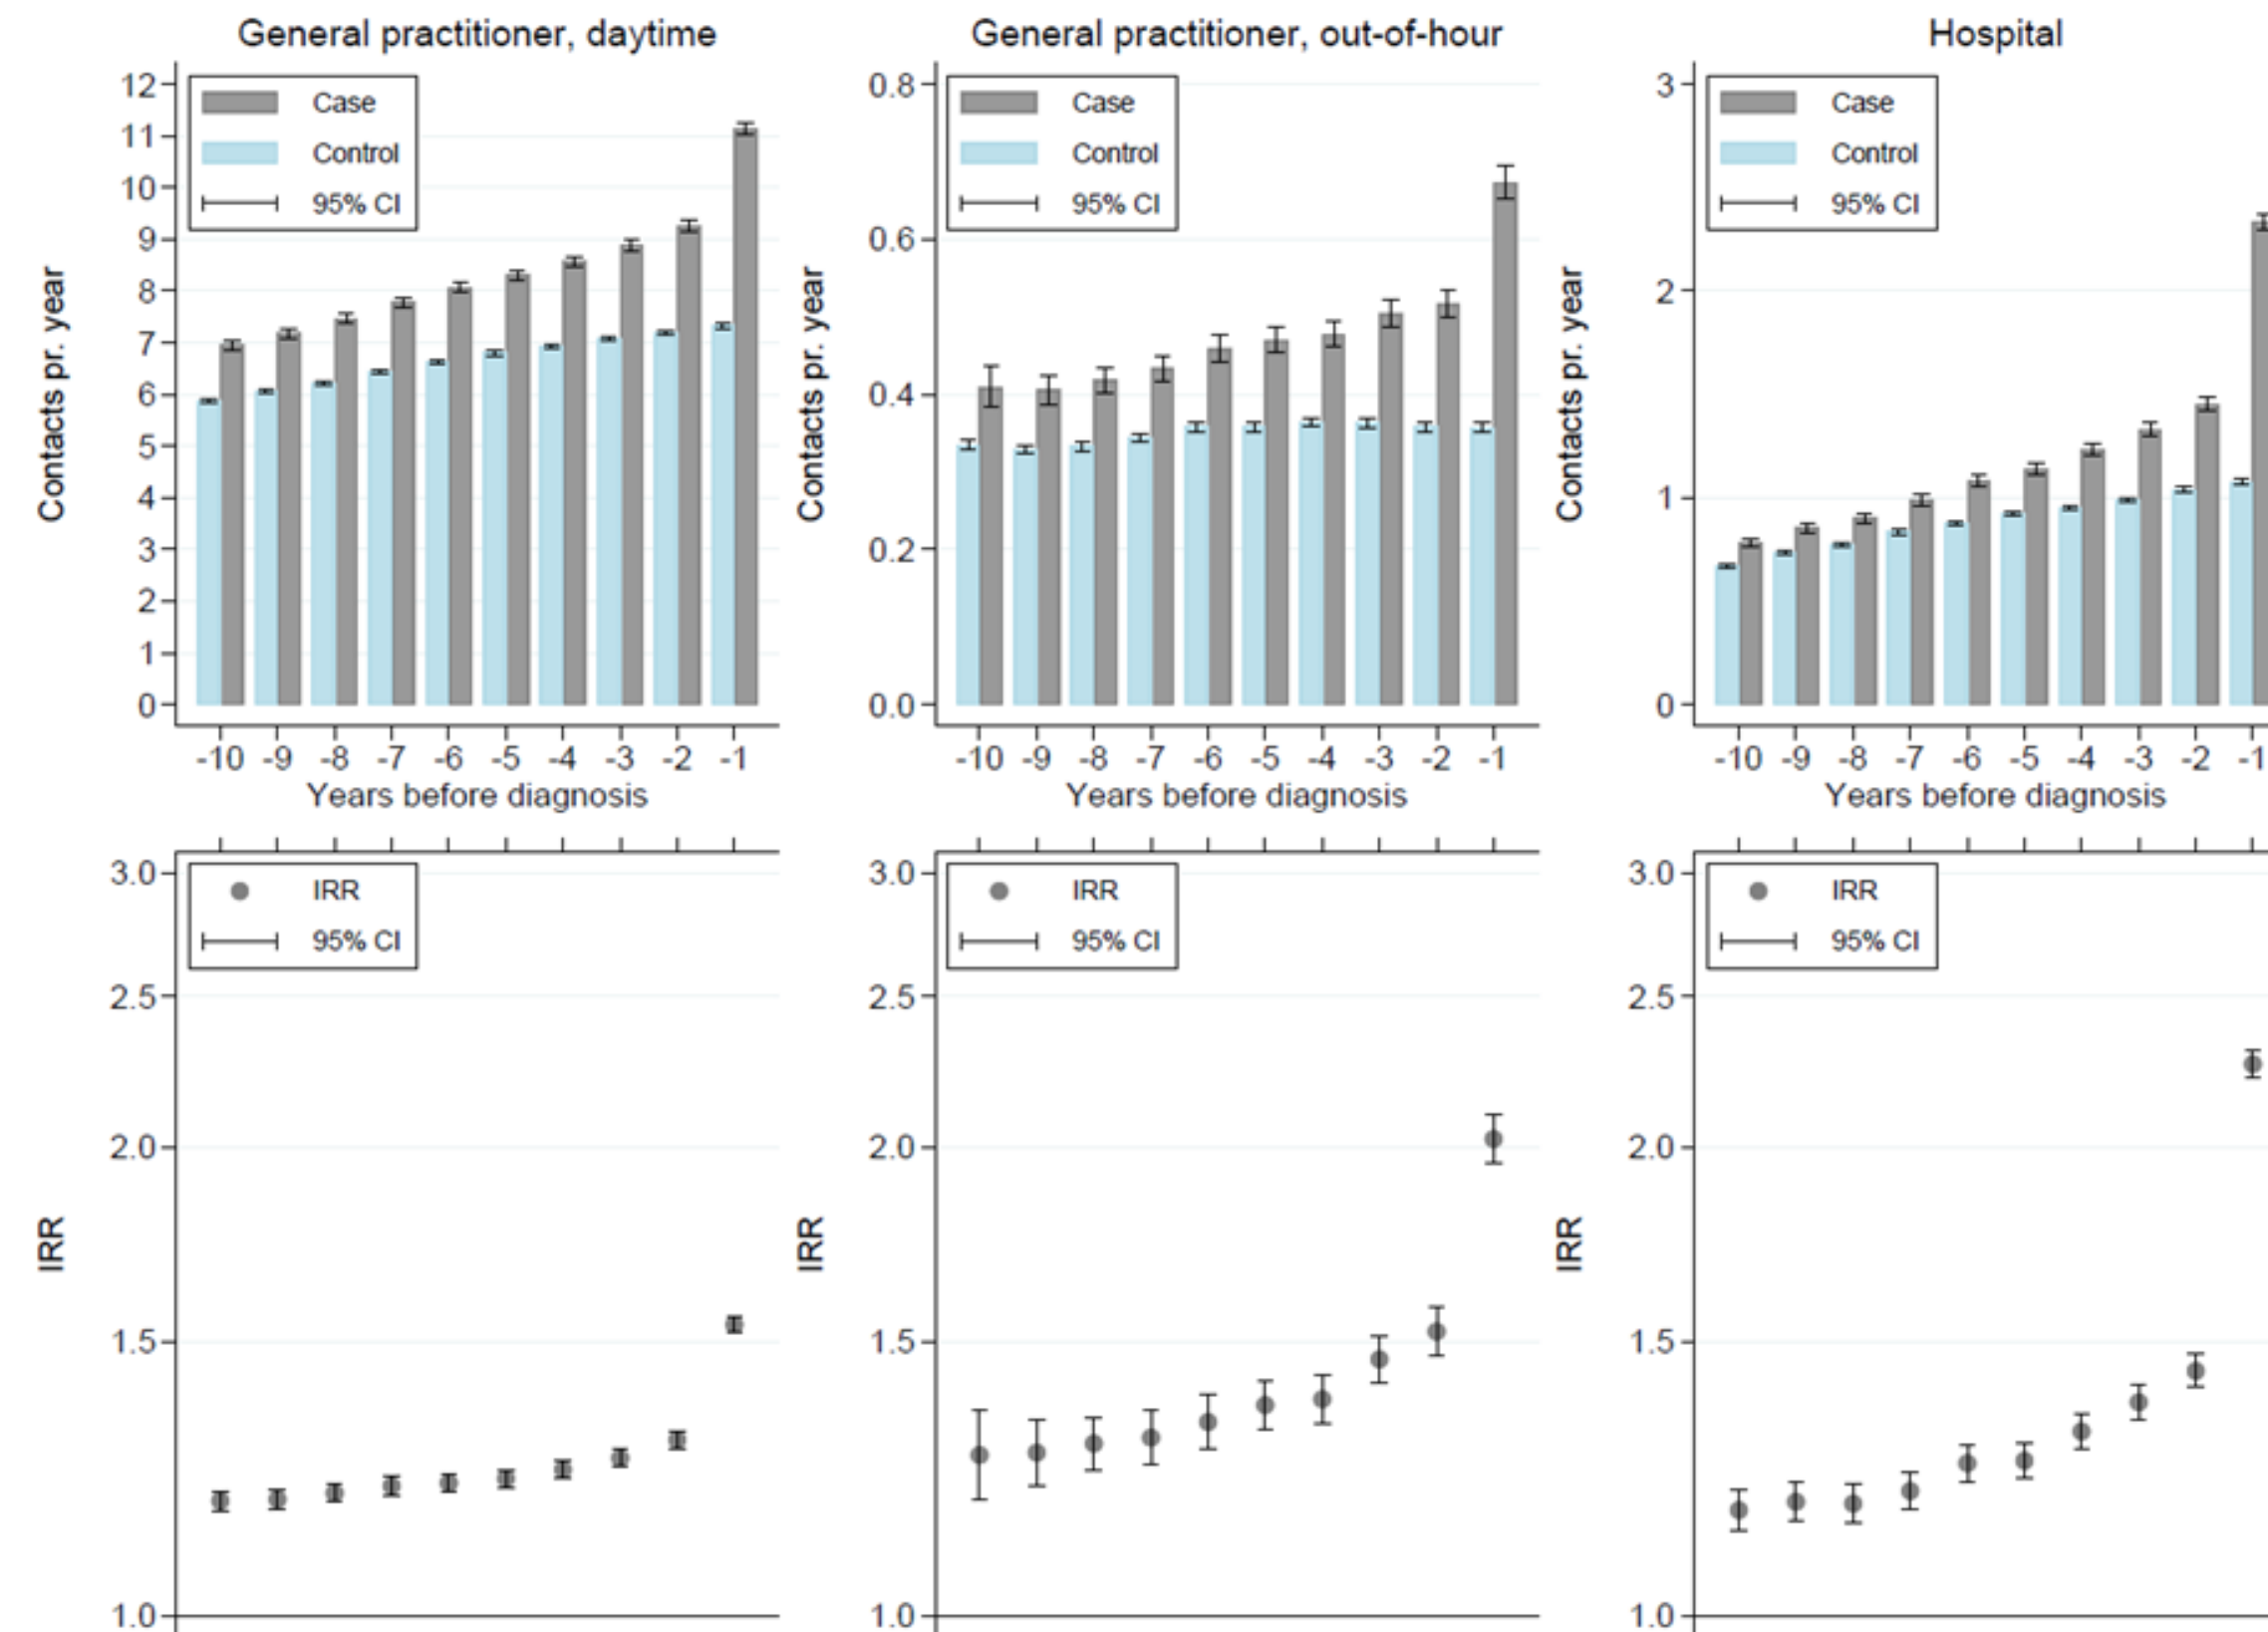 General practitioner, daytime
12
11
10
9
8
7
6
5
4
3
2
1
0
Case
Control
95% CI
Contacts pr. year
-10 -9 -8 -7 -6 -5 -4 -3 -2 -1
Years before diagnosis
General practitioner, out-of-hour
0.8
0.6
0.4
0.2
0.0
Case
Control
95% CI
Contacts pr. year
-10 -9 -8 -7 -6 -5 -4 -3 -2 -1
Years before diagnosis
Hospital
3
2
1
0
Case
Control
95% CI
Contacts pr. year
-10 -9 -8 -7 -6 -5 -4 -3 -2 -1
Years before diagnosis
3.0
2.5
2.0
1.5
1.0
IRR
95% CI
IRR
3.0
2.5
2.0
1.5
1.0
IRR
95% CI
IRR
3.0
2.5
2.0
1.5
1.0
IRR
95% CI
IRR